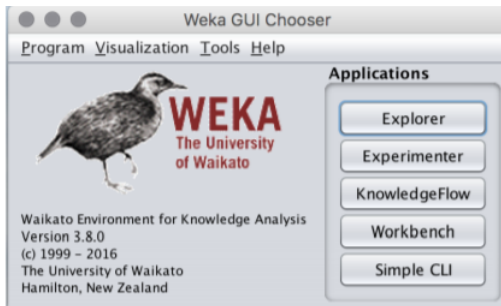 Weka GUI Chooser
Program Visualization Tools Help
Applications
WEKA
The University
of Waikato
Explorer
Experimenter
KnowledgeFlow
Workbench
Simple CLI
Waikato Environment for Knowledge Analysis
Version 3.8.0
(c) 1999 - 2016
The University of Waikato
Hamilton, New Zealand